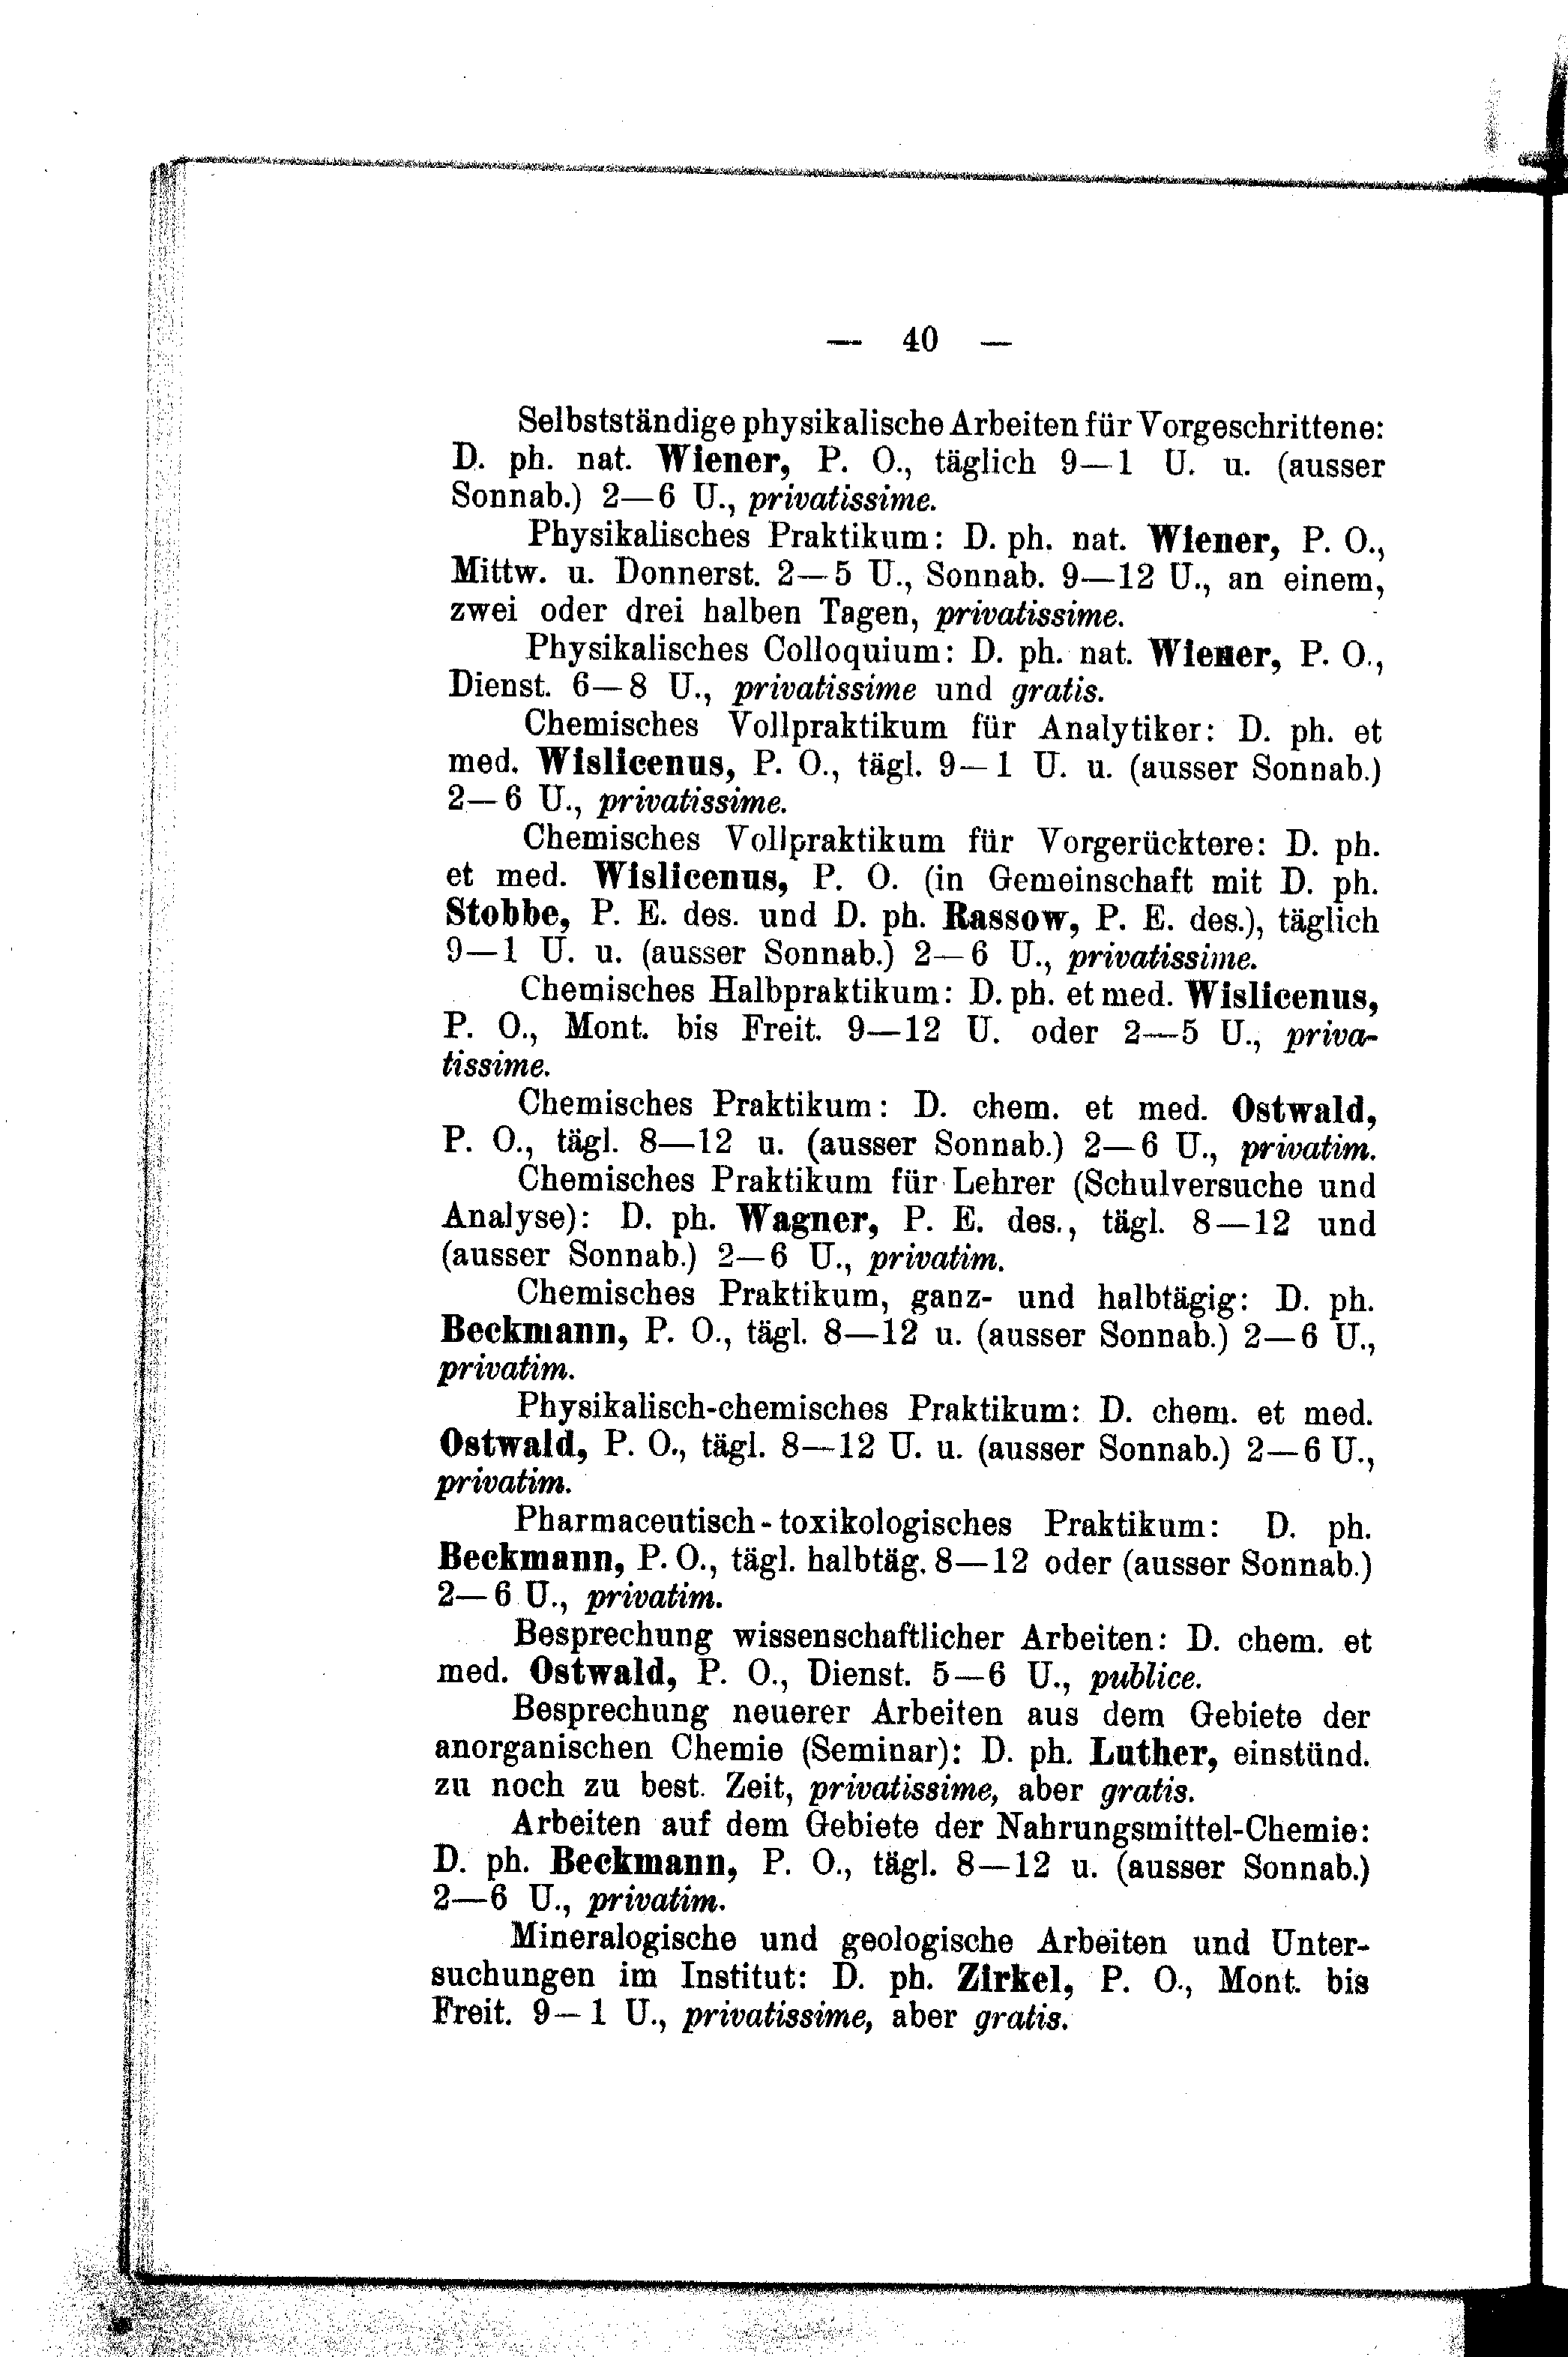 — 40 —
Selbstständige physikalische Arbeiten für Vorgeschrittene:
D. ph. nat. Wiener, P. O., täglich 9—1 U. u. (ausser
Sonnab.) 2—6 U., privatissime.
Physikalisches Praktikum: D. ph. nat. Wiener, P. O.,
Mittw. u. Donnerst. 2—5 U., Sonnab. 9—12 U., an einem,
zwei oder drei halben Tagen, privatissime.
Physikalisches Colloquium: D. ph. nat. Wiener, P. O.,
Dienst. 6—8 U., privatissime und gratis.
Chemisches Vollpraktikum für Analytiker: D. ph. et
med. Wislicenus, P. O., tägl. 9—1 U. u. (ausser Sonnab.)
2—6 U., privatissime.
Chemisches Vollpraktikum für Vorgerücktere: D. ph.
et med. Wislicenus, P. O. (in Gemeinschaft mit D. ph.
Stobbe, P. E. des. und D. ph. Rassow, P. E. des.), täglich
9—1 U. u. (ausser Sonnab.) 2—6 U., privatissime.
Chemisches Halbpraktikum: D. ph. et med. Wislicenus,
P. O., Mont. bis Freit. 9—12 U. oder 2—5 U., priva-
tissime.
Chemisches Praktikum: D. chem. et med. Ostwald,
P. O., tägl. 8—12 u. (ausser Sonnab.) 2—6 U., privatim.
Chemisches Praktikum für Lehrer (Schulversuche und
Analyse): D. ph. Wagner, P. E. des., tägl. 8—12 und
(ausser Sonnab.) 2—6 U., privatim.
Chemisches Praktikum, ganz- und halbtägig: D. ph.
Beckmann, P. O., tägl. 8—12 u. (ausser Sonnab.) 2—6 U.,
privatim.
Physikalisch-chemisches Praktikum: D. chem. et med.
Ostwald, P. O., tägl. 8—12 U. u. (ausser Sonnab.) 2—6 U.,
privatim.
Pharmaceutisch-toxikologisches Praktikum: D. ph.
Beckmann, P. O., tägl. halbtäg. 8—12 oder (ausser Sonnab.)
2—6 U., privatim.
Besprechung wissenschaftlicher Arbeiten: D. chem. et
med. Ostwald, P. O., Dienst. 5—6 U., publice.
Besprechung neuerer Arbeiten aus dem Gebiete der
anorganischen Chemie (Seminar): D. ph. Luther, einstünd.
zu noch zu best. Zeit, privatissime, aber gratis.
Arbeiten auf dem Gebiete der Nahrungsmittel-Chemie:
D. ph. Beckmann, P. O., tägl. 8—12 u. (ausser Sonnab.)
2—6 U., privatim.
Mineralogische und geologische Arbeiten und Unter-
suchungen im Institut: D. ph. Zirkel, P. O., Mont. bis
Freit. 9—1 U., privatissime, aber gratis.